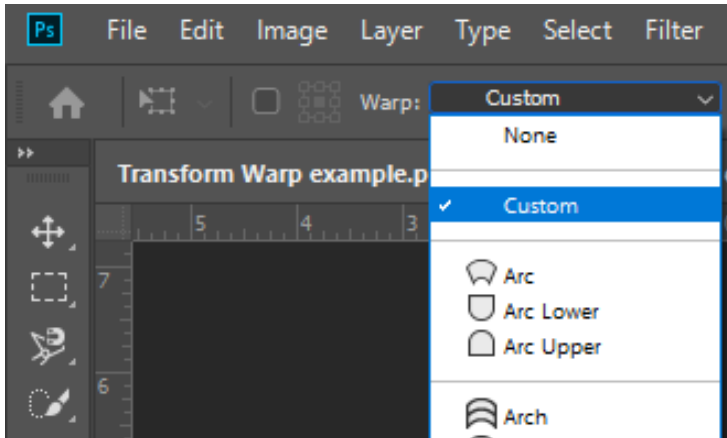 Ps File Edit Image Layer Type Select Filter
Warp: Custom
None
Transform Warp example.p
Custom
5 4 3
7
Arc
Arc Lower
Arc Upper
6
Arch